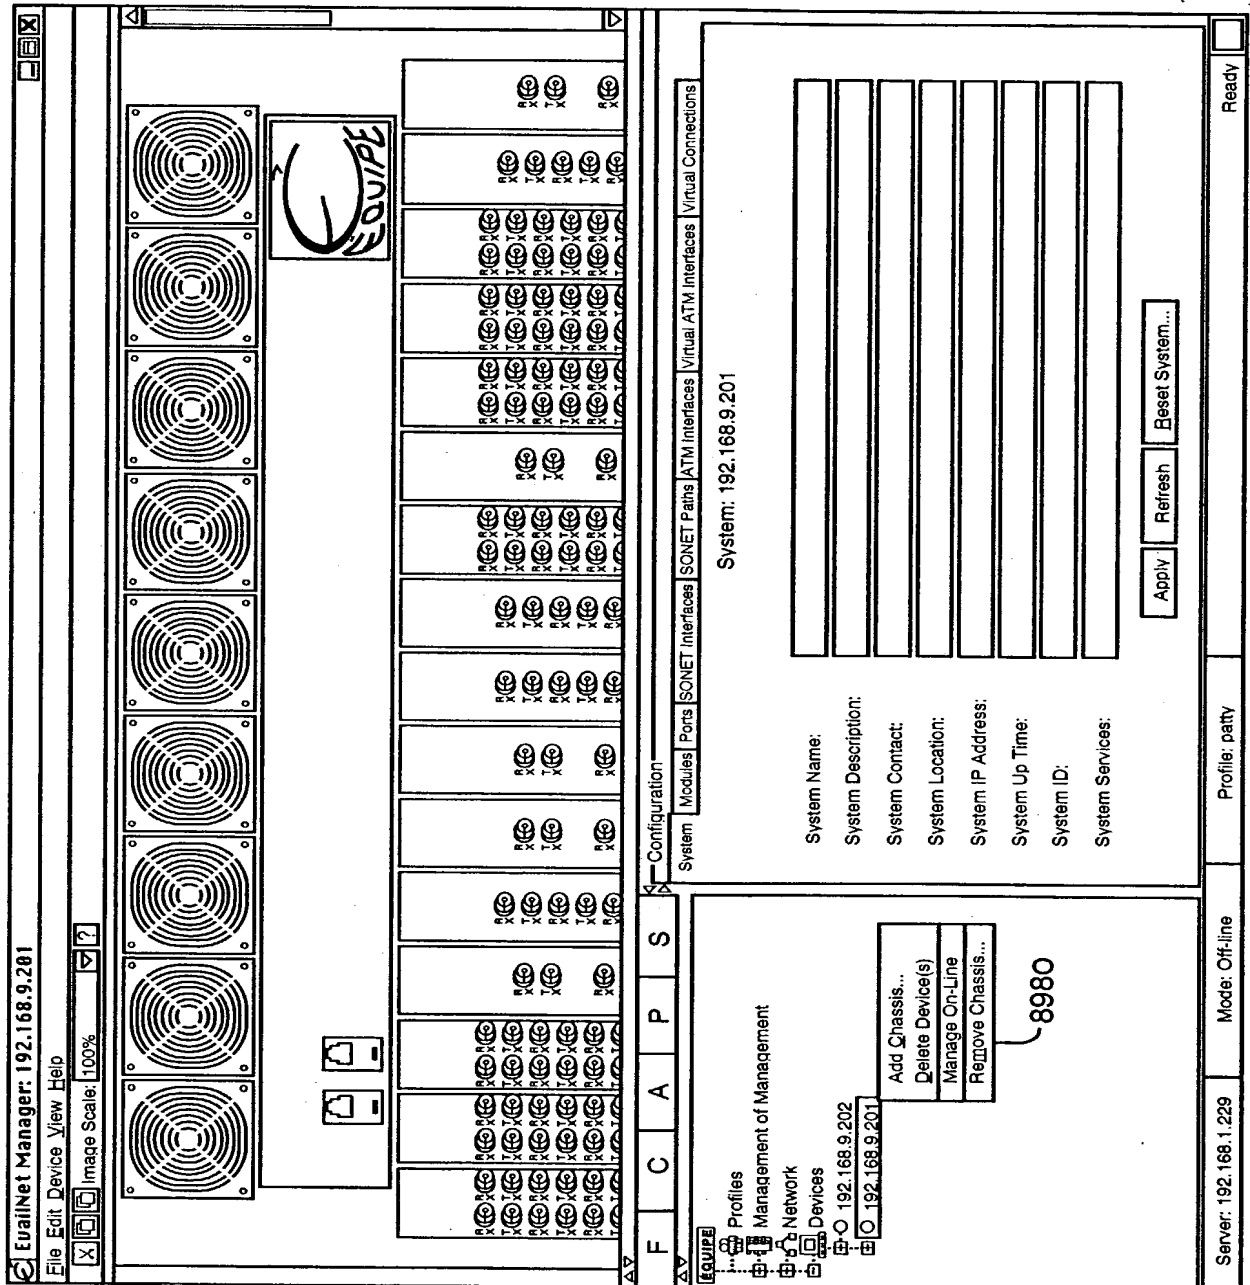 EvailNet Manager: 192.168.9.201
File Edit Device View Help
Image Scale: 100% ?
EQUIPE
F C A P S
EQUIPE
Profiles
Management of Management
Network
Devices
192.168.9.202
192.168.9.201
Add Chassis...
Delete Device(s)
Manage On-Line
Remove Chassis...
8980
Configuration
System Modules Ports SONET Interfaces SONET Paths ATM Interfaces Virtual ATM Interfaces Virtual Connections
System: 192.168.9.201
System Name:
System Description:
System Contact:
System Location:
System IP Address:
System Up Time:
System ID:
System Services:
Apply Refresh Reset System...
Server: 192.168.1.229 Mode: Off-line Profile: patty Ready